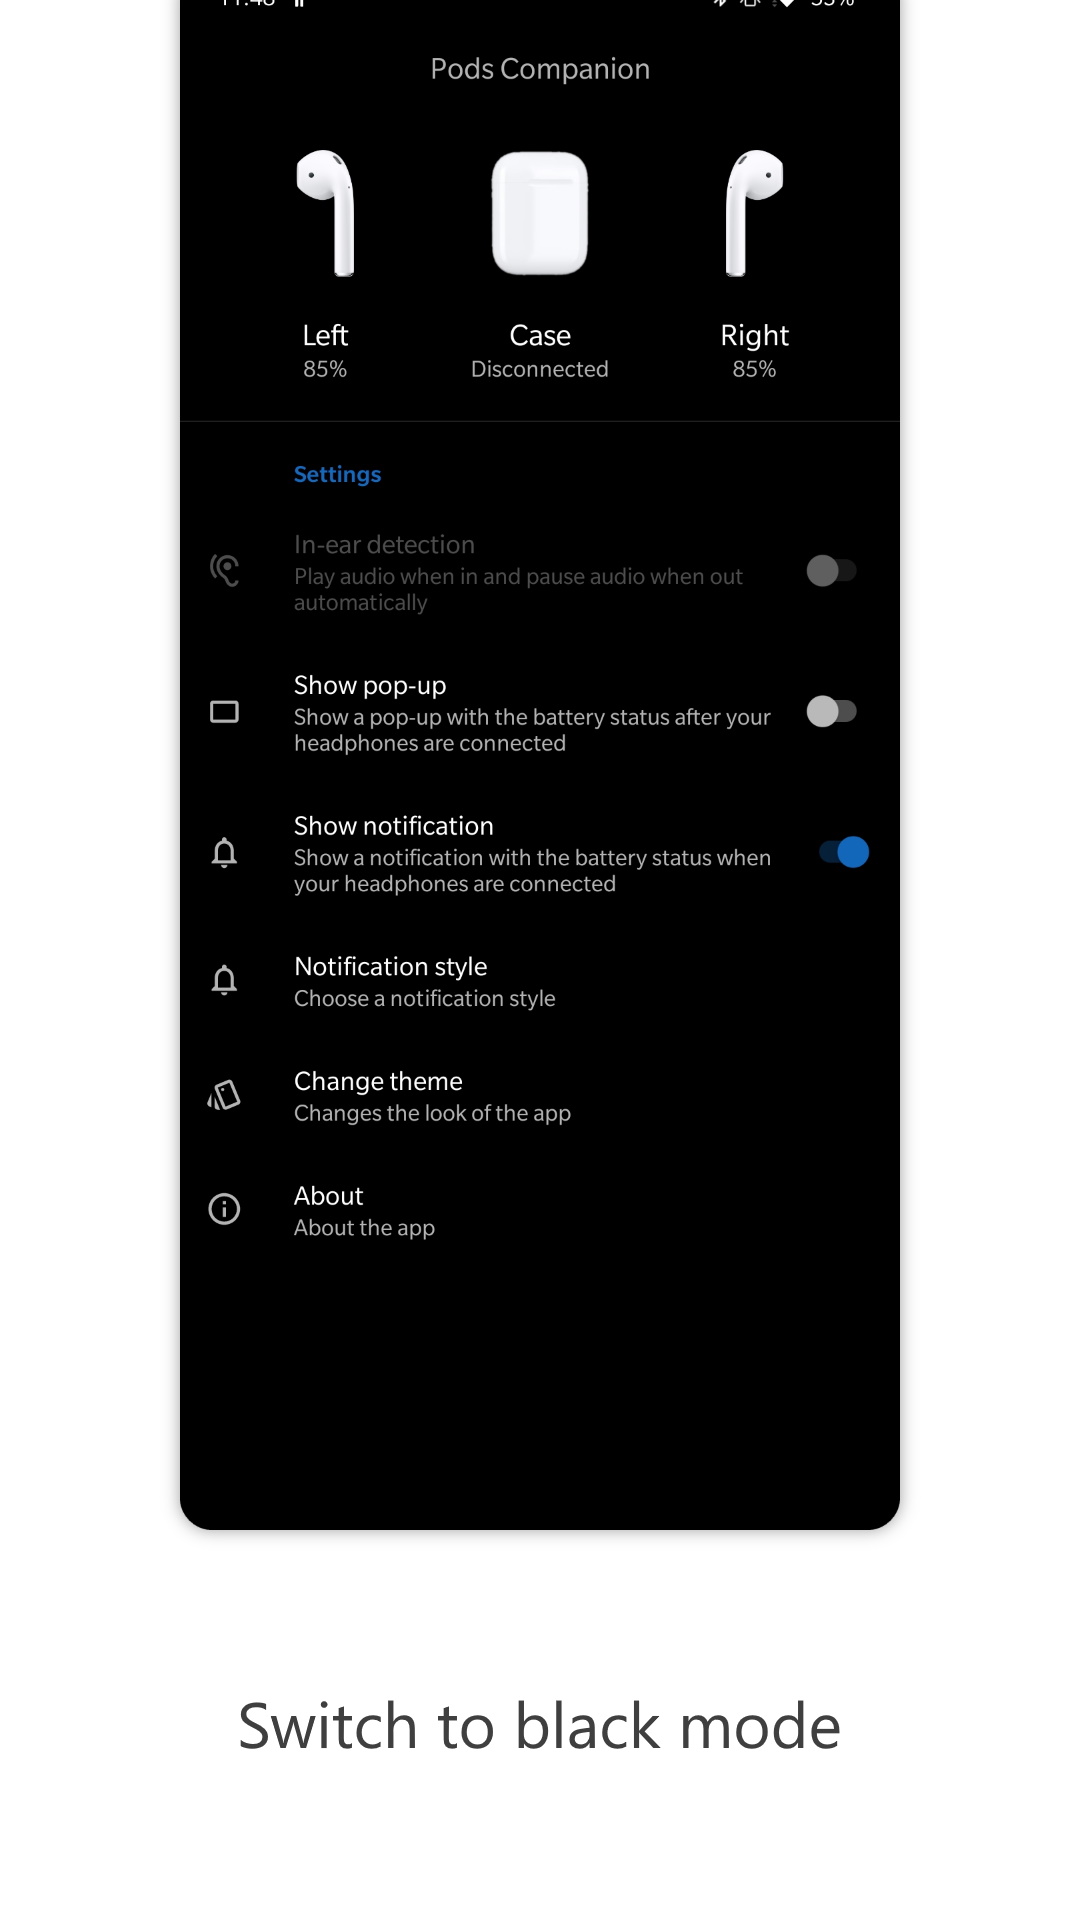 Pods Companion
Left
Case
Right
85%
Disconnected
85%
Settings
In-ear detection
Play audio when in and pause audio when out
automatically
Show pop-up
Show a pop-up with the battery status after your
headphones are connected
Show notification
Show a notification with the battery status when
your headphones are connected
Notification style
Choose a notification style
Change theme
Changes the look of the app
About
About the app
Switch to black mode